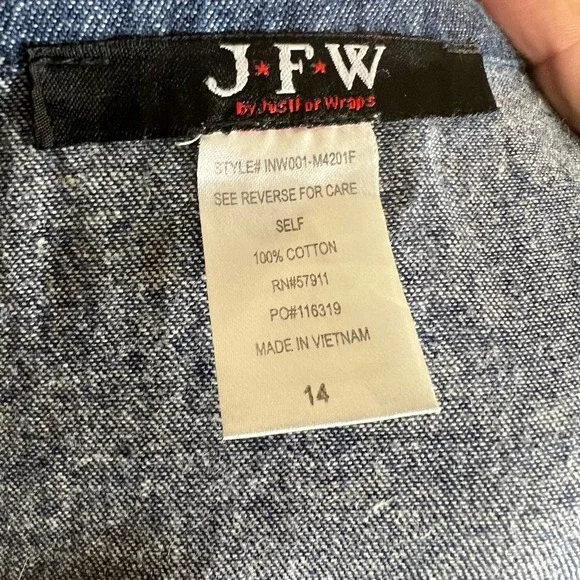 J★F★W
by Just For Wraps
STYLE# INW001-M4201F
SEE REVERSE FOR CARE
SELF
100% COTTON
RN#57911
PO#116319
MADE IN VIETNAM
14